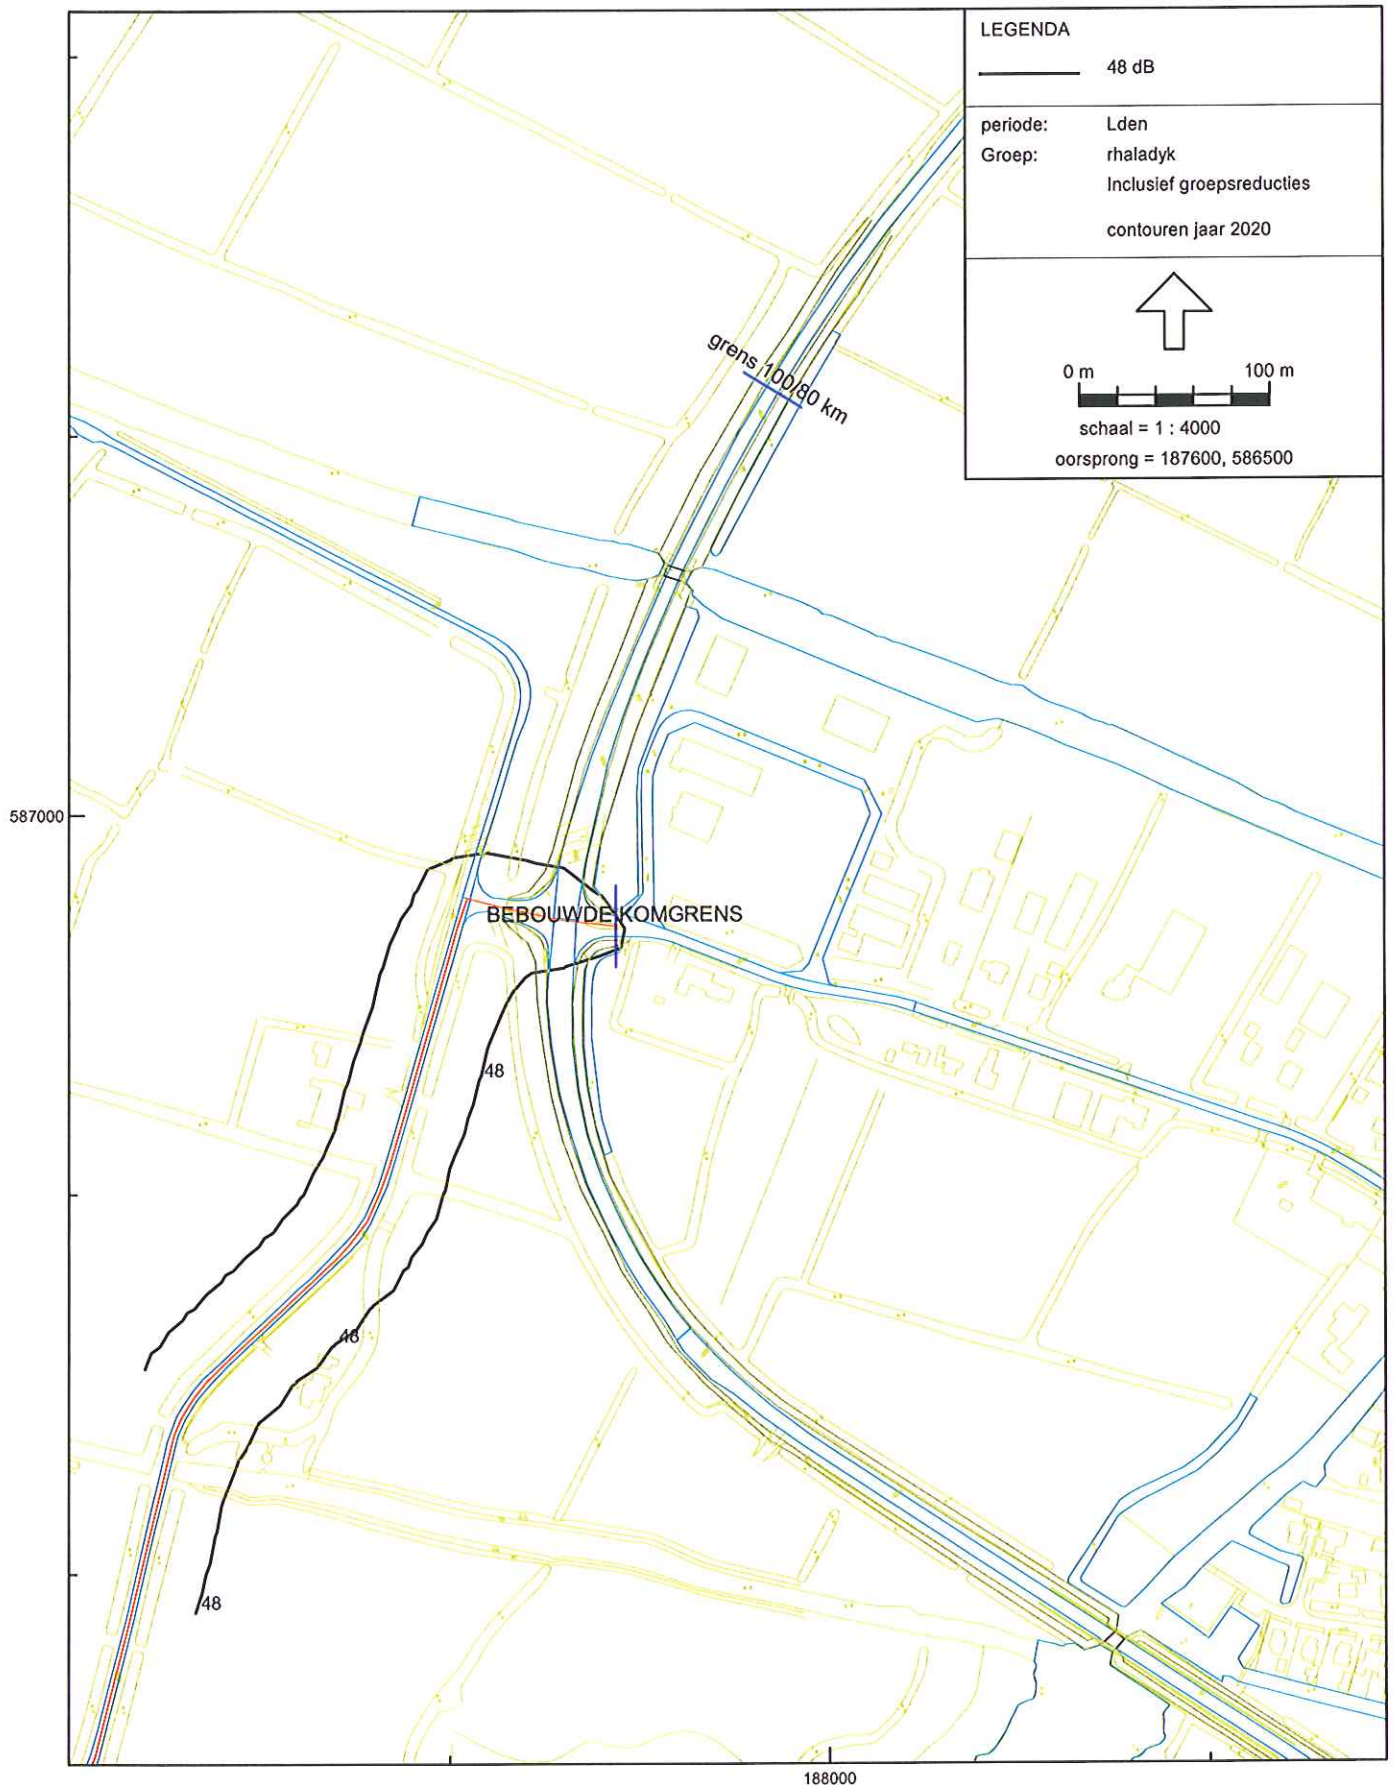 LEGENDA
48 dB
periode: Lden
Groep: rhaladyk
Inclusief groepsreducties
contouren jaar 2020
0 m 100 m
schaal = 1 : 4000
oorsprong = 187600, 586500
grens 100/80 km
587000
BEBOUWDE KOMGRENS
48
48
48
188000